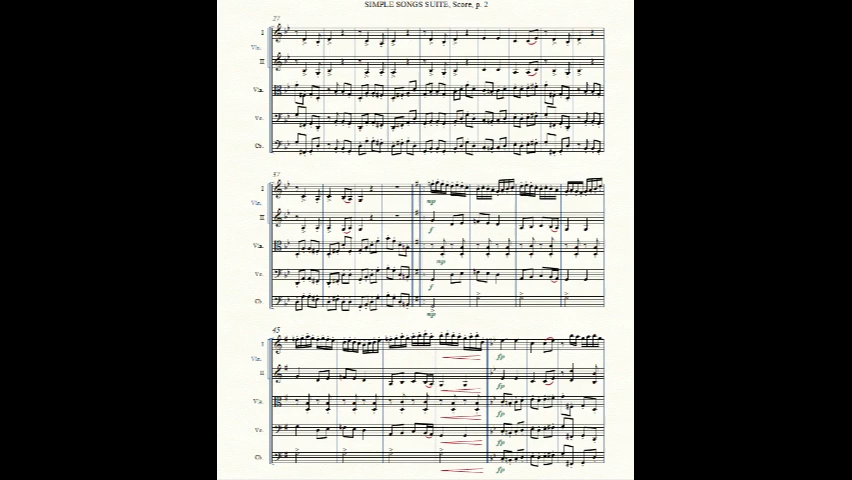 SIMPLE SONGS SUITE, Score, p. 2
27
I
Vln.
II
Vla.
Vc.
Cb.
37
I
mp
Vln.
II
f
Vla.
mp
Vc.
f
Cb.
mp
45
I
fp
Vln.
II
fp
Vla.
fp
Vc.
fp
Cb.
fp